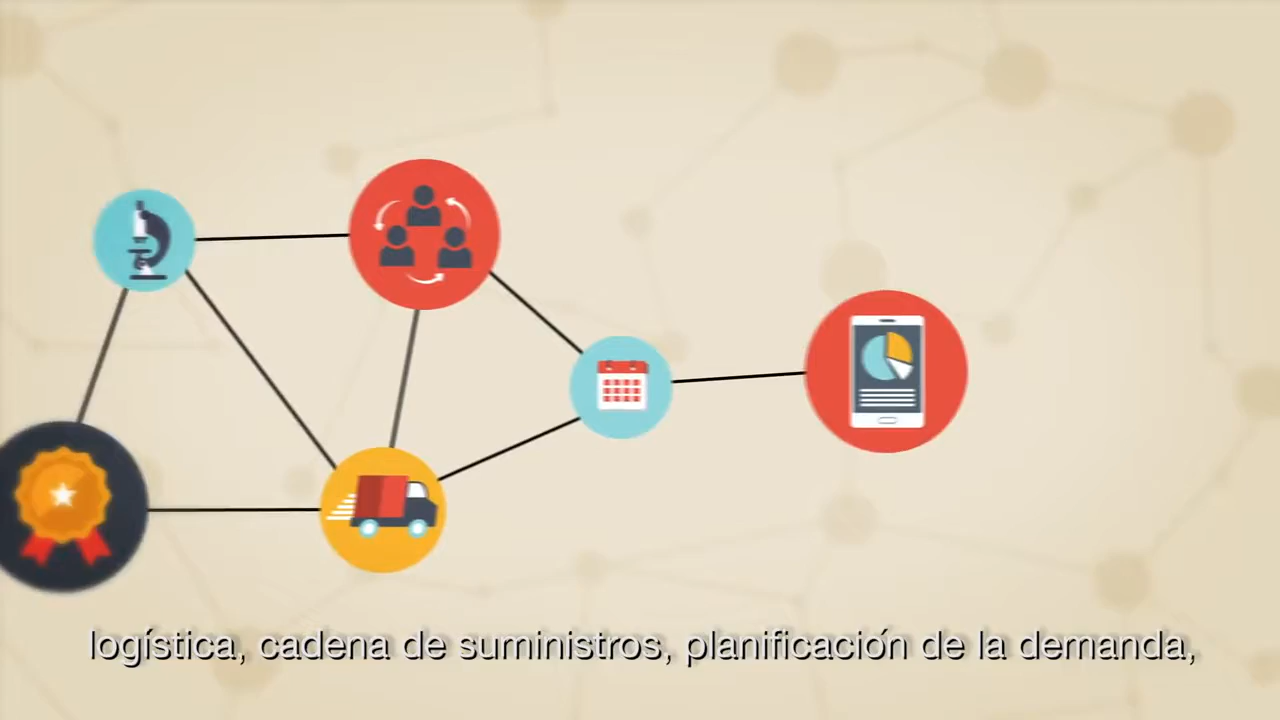 logística, cadena de suministros, planificación de la demanda,